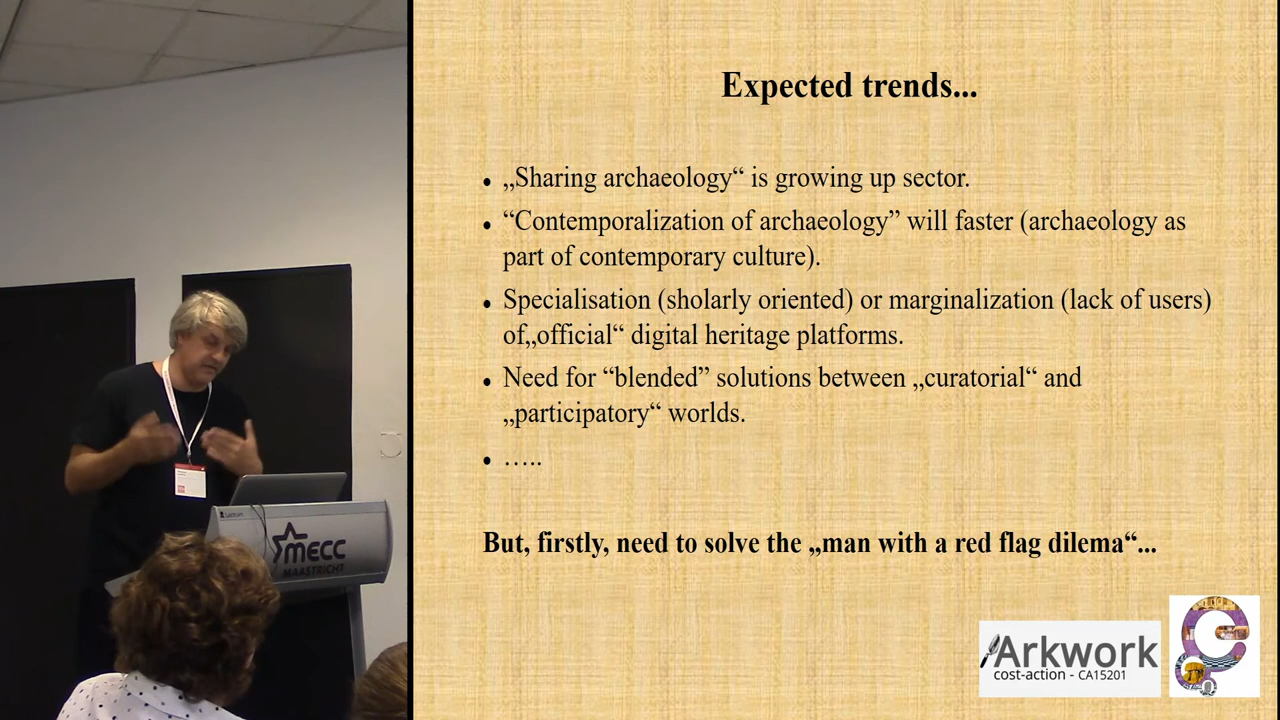 Expected trends...
• „Sharing archaeology“ is growing up sector.
• “Contemporalization of archaeology” will faster (archaeology as
part of contemporary culture).
• Specialisation (sholarly oriented) or marginalization (lack of users)
of„official“ digital heritage platforms.
• Need for “blended” solutions between „curatorial“ and
„participatory“ worlds.
• …..
But, firstly, need to solve the „man with a red flag dilema“...
Arkwork
cost-action - CA15201
MECC
MAASTRICHT